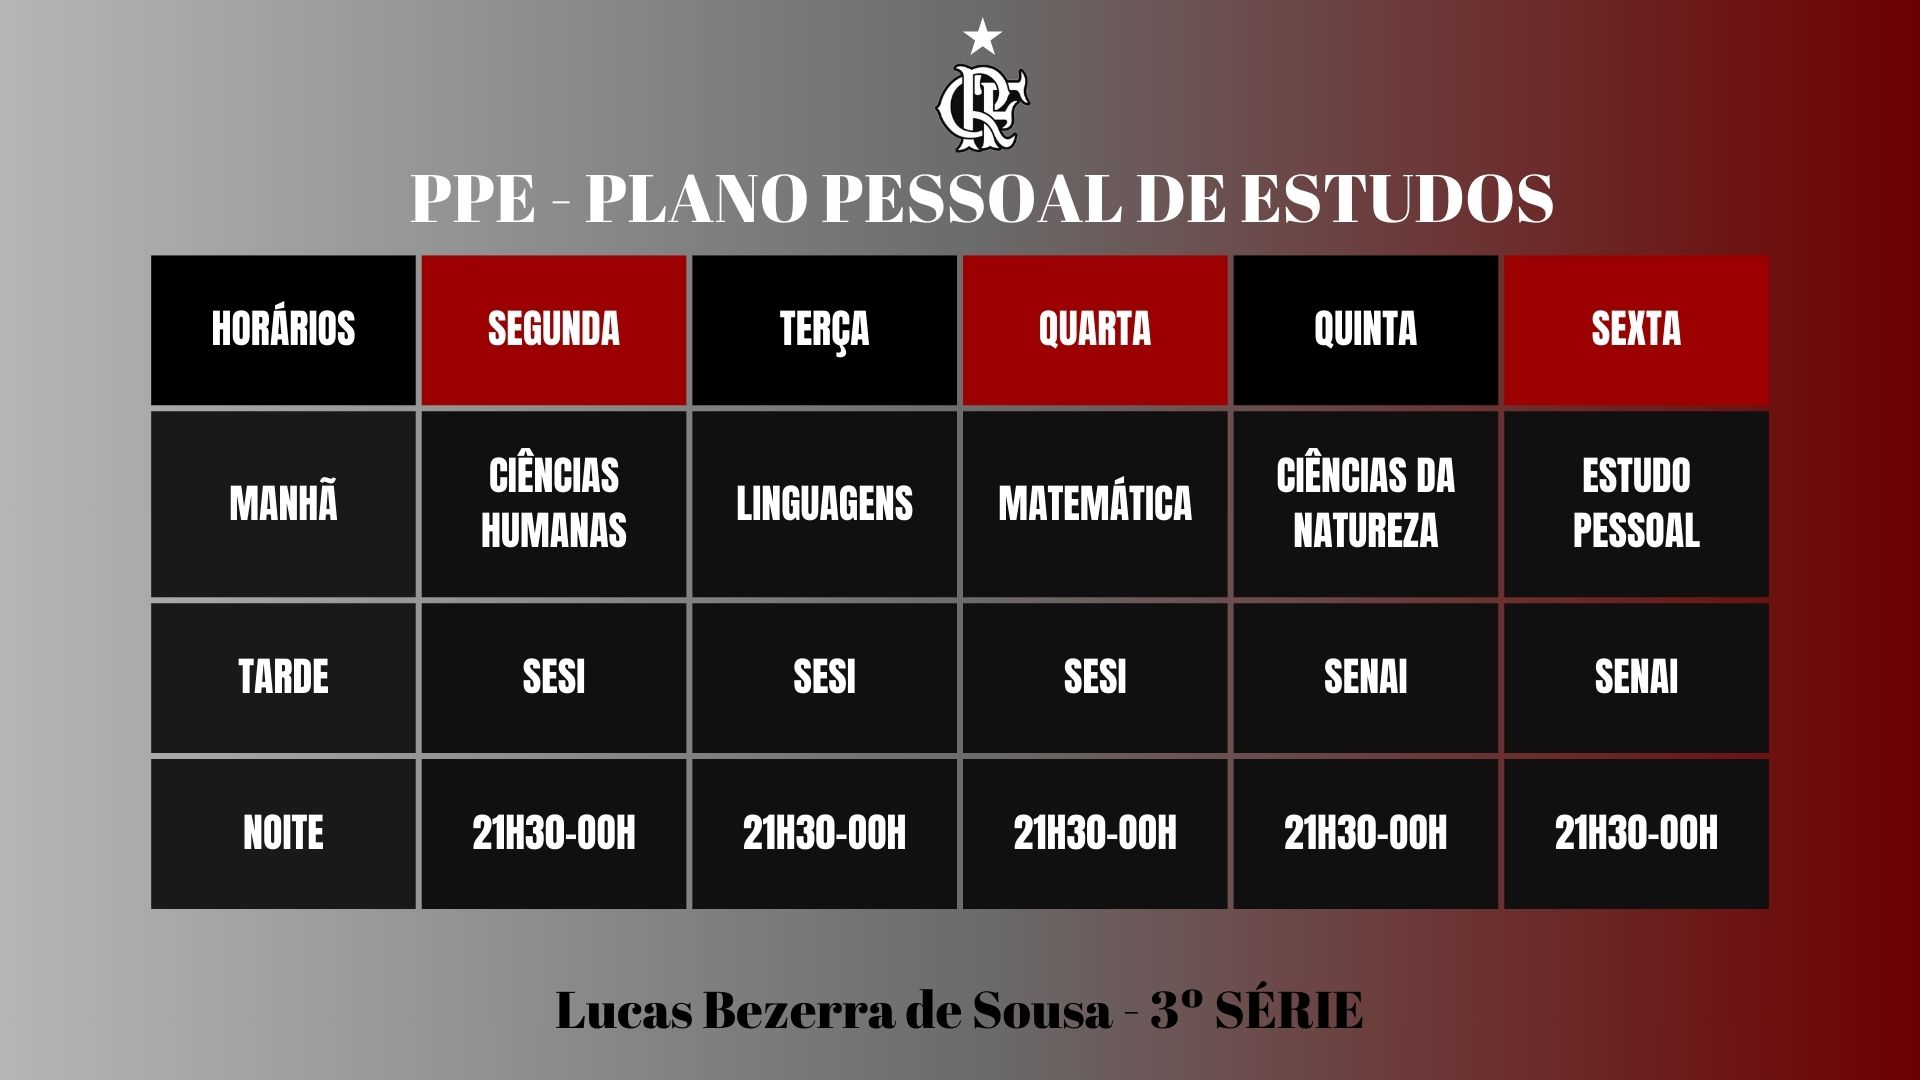 CRF
PPE - PLANO PESSOAL DE ESTUDOS
HORÁRIOS SEGUNDA TERÇA QUARTA QUINTA SEXTA
MANHÃ CIÊNCIAS HUMANAS LINGUAGENS MATEMÁTICA CIÊNCIAS DA NATUREZA ESTUDO PESSOAL
TARDE SESI SESI SESI SENAI SENAI
NOITE 21H30-00H 21H30-00H 21H30-00H 21H30-00H 21H30-00H
Lucas Bezerra de Sousa - 3º SÉRIE